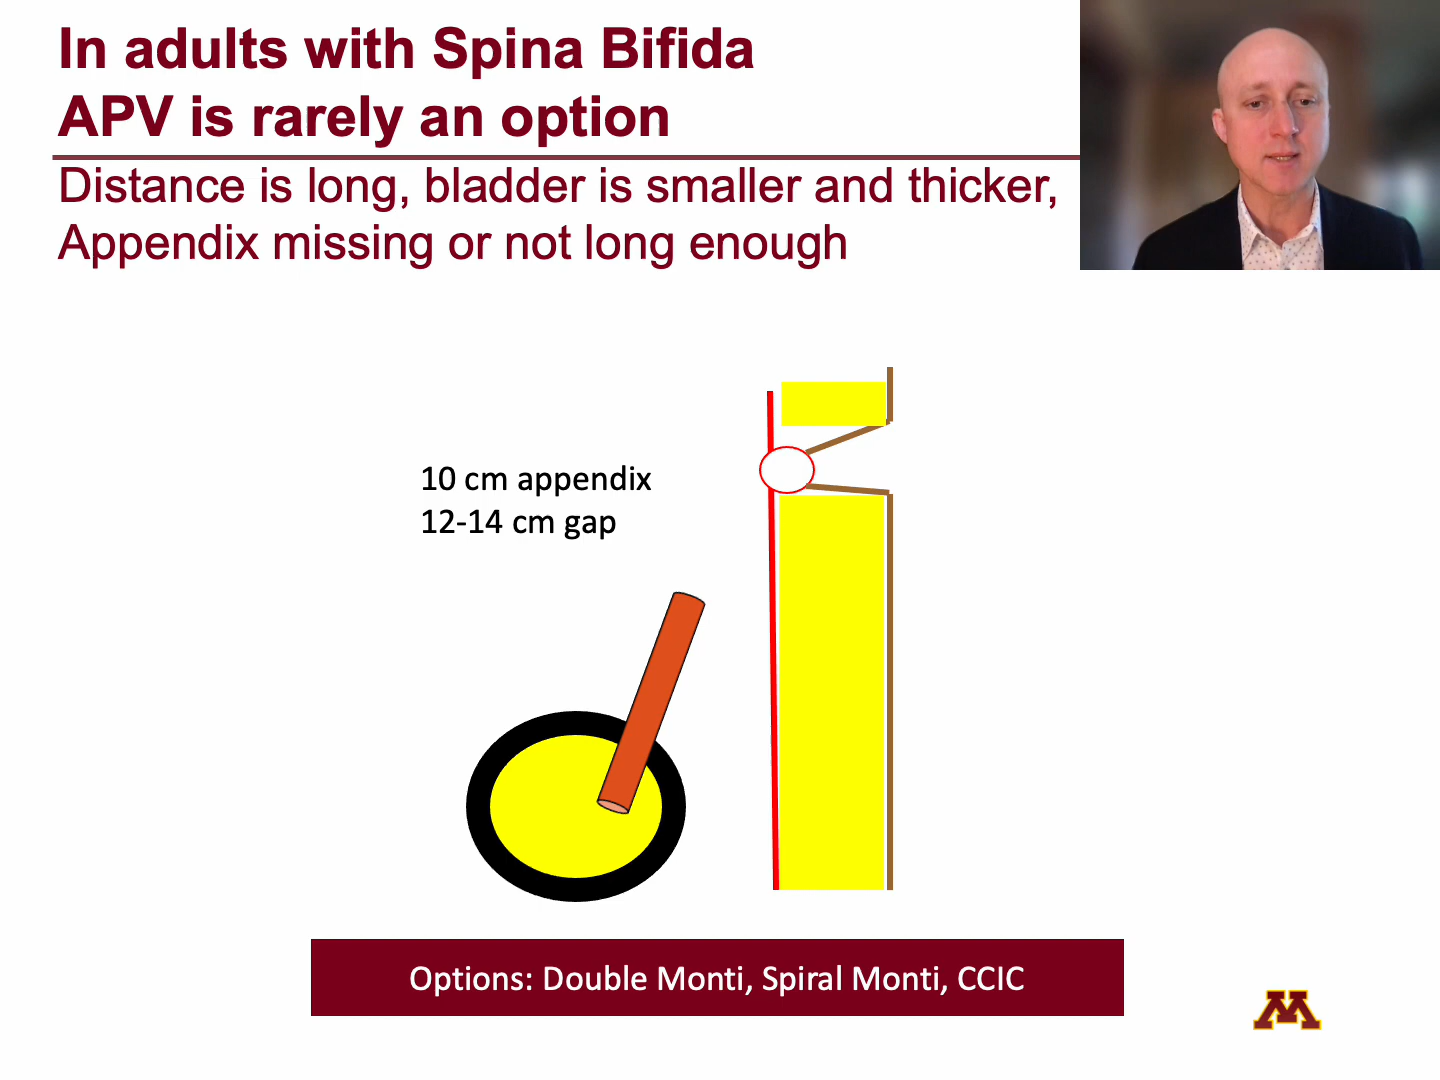 In adults with Spina Bifida
APV is rarely an option
Distance is long, bladder is smaller and thicker,
Appendix missing or not long enough
10 cm appendix
12-14 cm gap
Options: Double Monti, Spiral Monti, CCIC
M